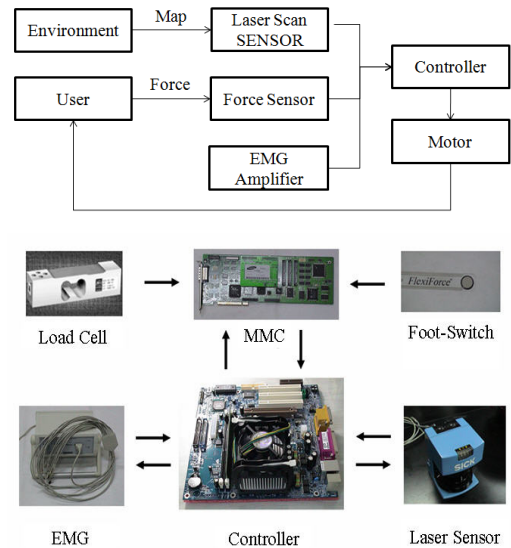 Map
Environment
Laser Scan
SENSOR
Controller
Force
User
Force Sensor
Motor
EMG
Amplifier
FlexiForce
Load Cell
MMC
Foot-Switch
SICK
EMG
Controller
Laser Sensor